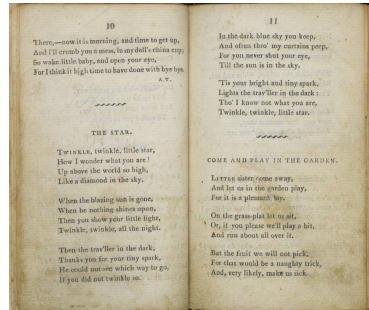 10
There,—now it is morning, and time to get up,
And I'll crumb you a mess, in my doll's china cup;
So wake little baby, and open your eye,
For I think it high time to have done with bye bye.
A. T.
THE STAR.
TWINKLE, twinkle, little star,
How I wonder what you are!
Up above the world so high,
Like a diamond in the sky.
When the blazing sun is gone,
When he nothing shines upon,
Then you show your little light,
Twinkle, twinkle, all the night.
Then the trav'ller in the dark,
Thanks you for your tiny spark,
He could not see which way to go,
If you did not twinkle so.
11
In the dark blue sky you keep,
And often thro' my curtains peep,
For you never shut your eye,
Till the sun is in the sky.
'Tis your bright and tiny spark,
Lights the trav'ller in the dark:
Tho' I know not what you are,
Twinkle, twinkle, little star.
COME AND PLAY IN THE GARDEN.
LITTLE sister come away,
And let us in the garden play,
For it is a pleasant day.
On the grass-plat let us sit,
Or, if you please we'll play a bit,
And run about all over it.
But the fruit we will not pick,
For that would be a naughty trick,
And, very likely, make us sick.